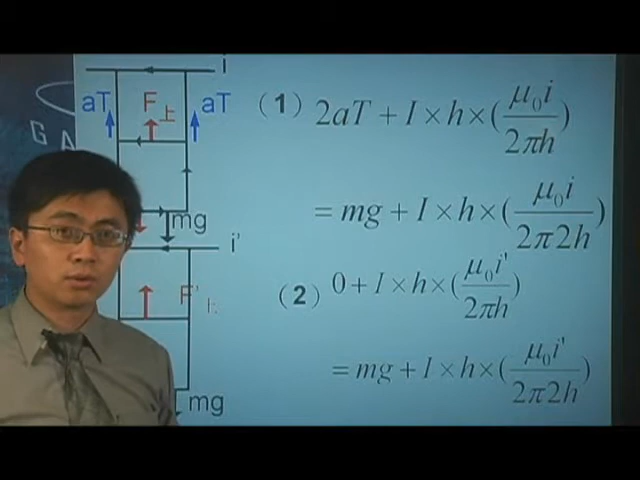 i
aT F上 aT
mg
i'
F'上
mg
(1) 2aT + I × h × (μ₀i / 2πh)
= mg + I × h × (μ₀i / 2π2h)
(2) 0 + I × h × (μ₀i' / 2πh)
= mg + I × h × (μ₀i' / 2π2h)